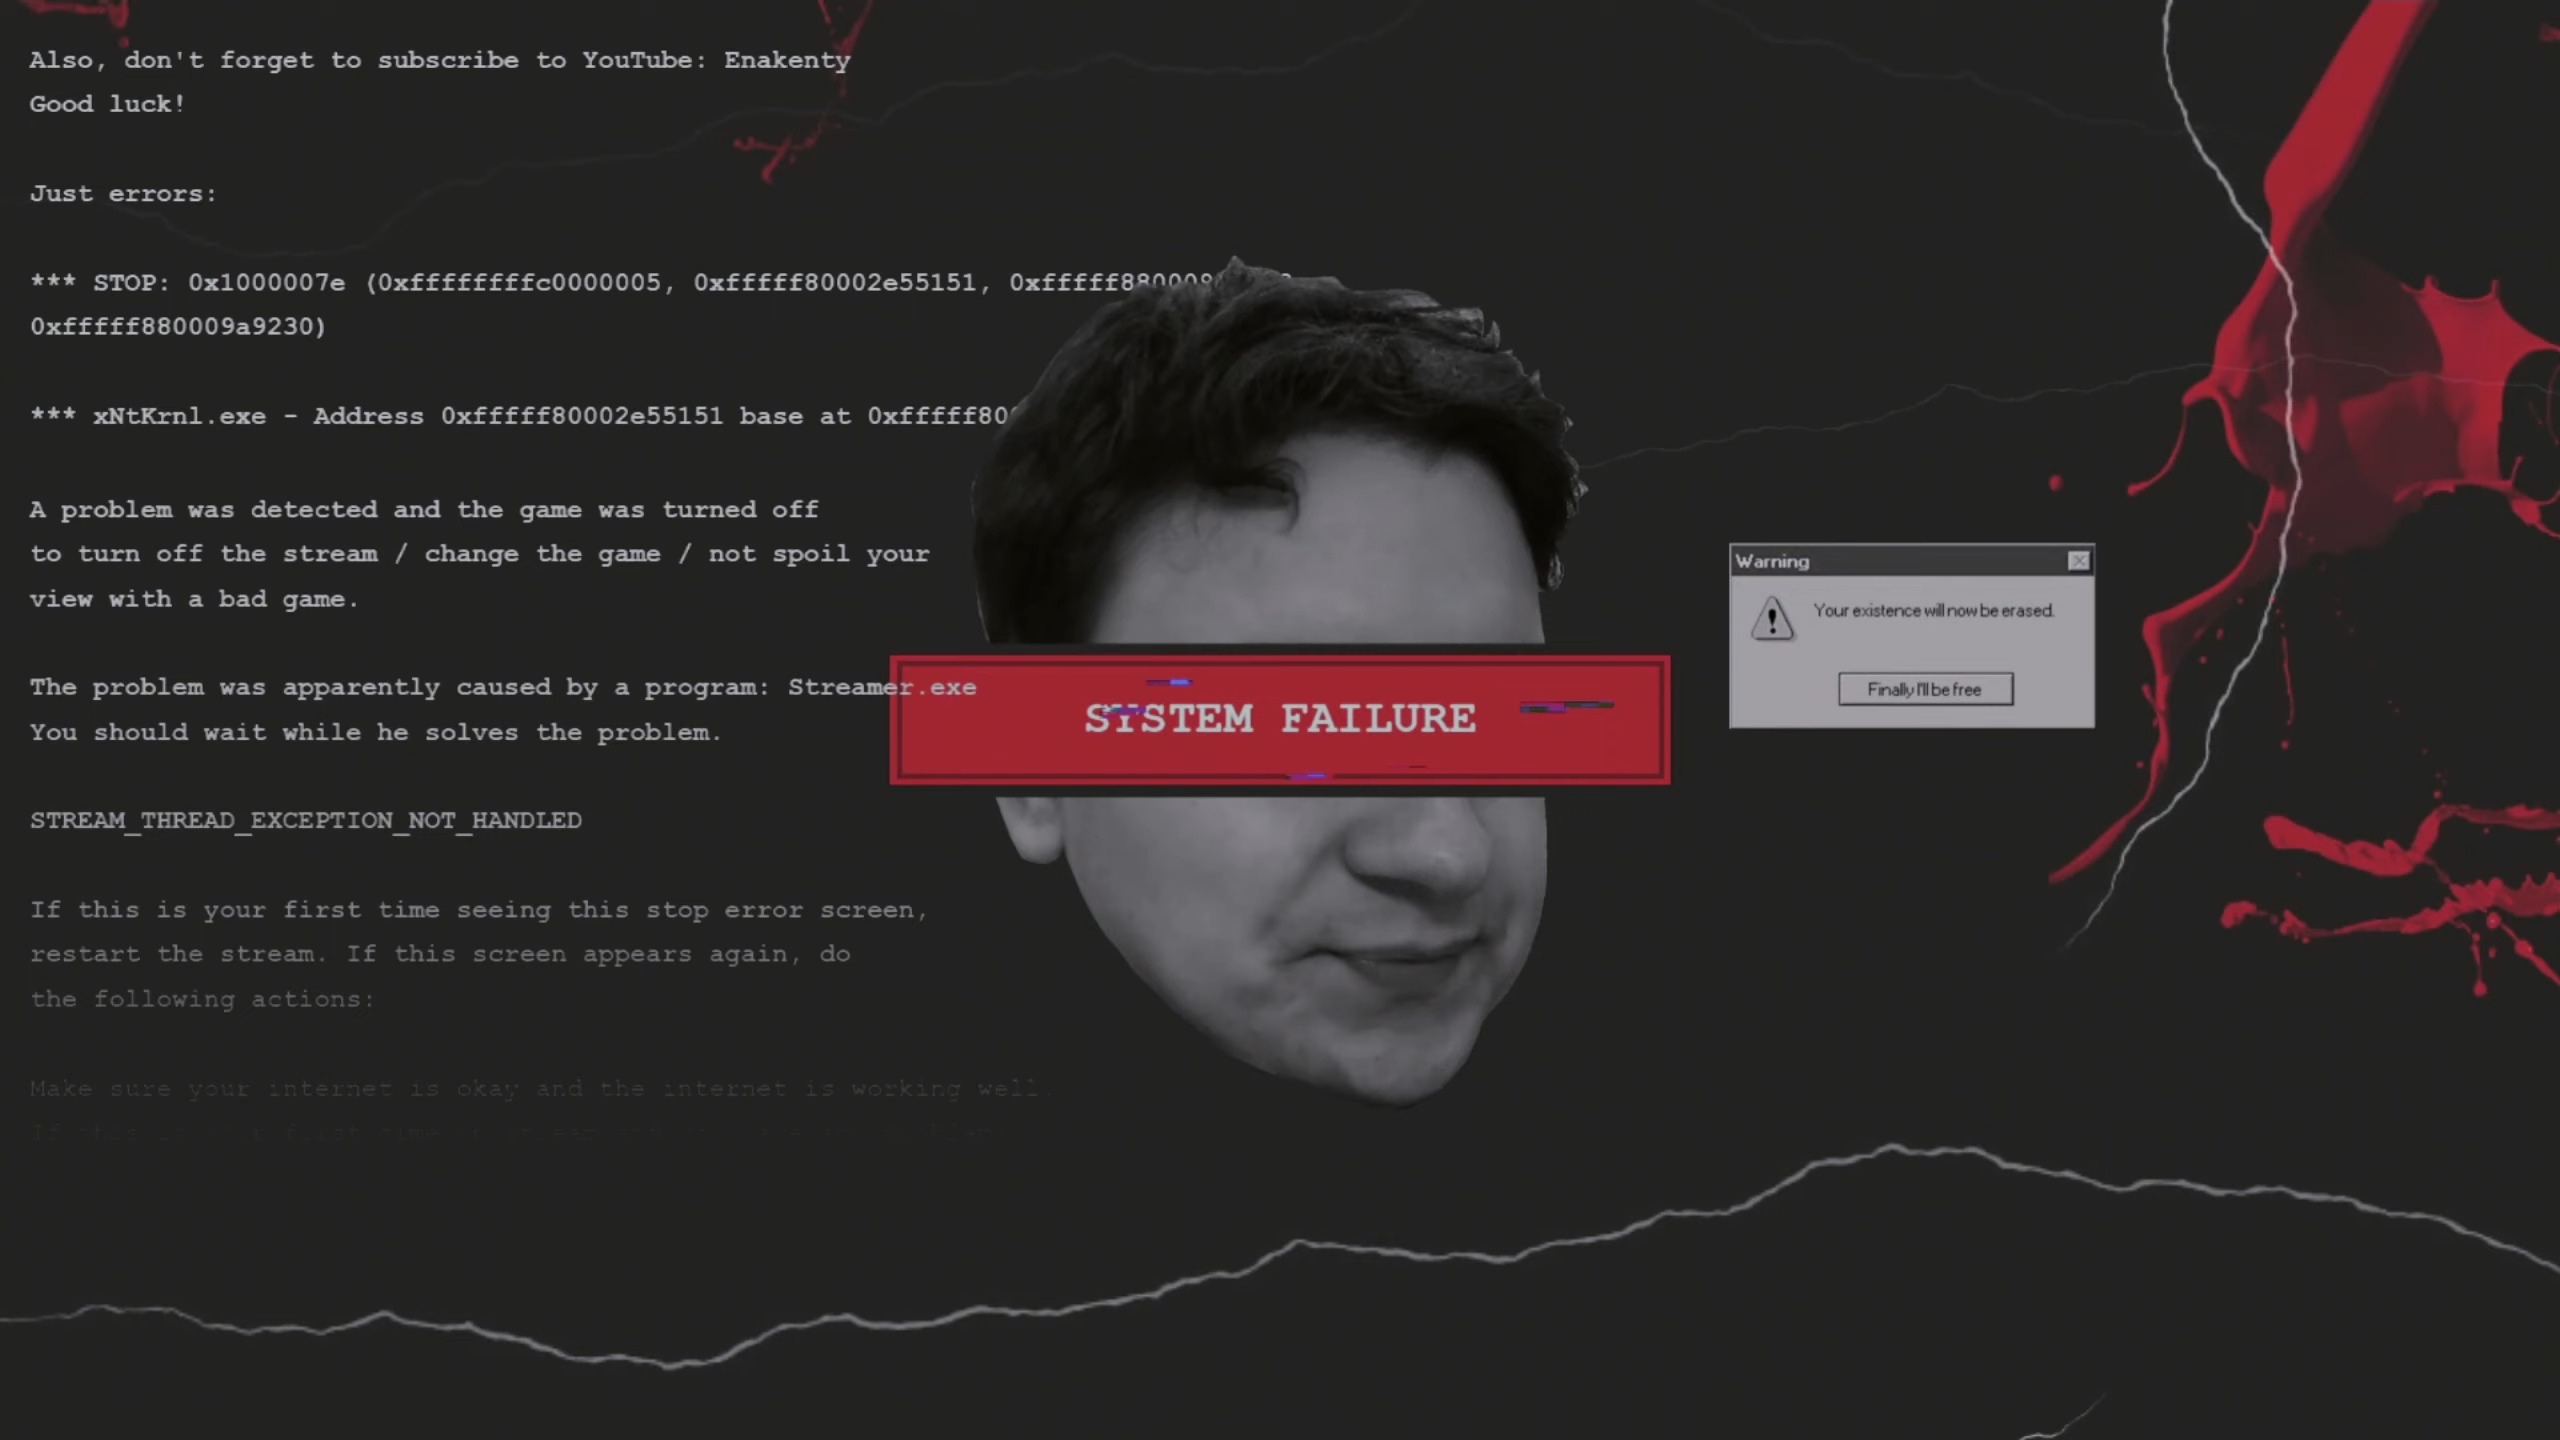 Also, don't forget to subscribe to YouTube: Enakenty
Good luck!
Just errors:
*** STOP: 0x1000007e (0xffffffffc0000005, 0xfffff80002e55151,
0xfffff880009a9230)
*** xNtKrnl.exe - Address 0xfffff80002e55151 base at
A problem was detected and the game was turned off
to turn off the stream / change the game / not spoil your
view with a bad game.
The problem was apparently caused by a program: Streamer.exe
You should wait while he solves the problem.
STREAM_THREAD_EXCEPTION_NOT_HANDLED
If this is your first time seeing this stop error screen,
restart the stream. If this screen appears again, do
the following actions:
Make sure your internet is okay and the internet is working well.
If this
SYSTEM FAILURE
Warning
Your existence will now be erased.
Finally I'll be free